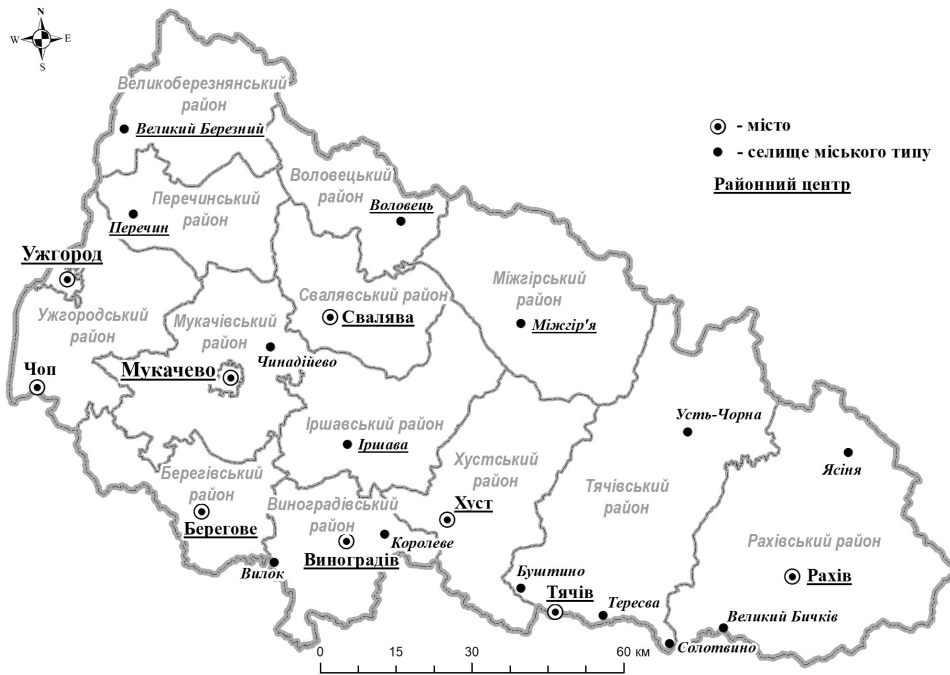 N
W E
S
Великоберезнянський
район
Великий Березний
- місто
- селище міського типу
Районний центр
Воловецький
район
Воловець
Перечинський
район
Перечин
Ужгород
Ужгородський
район
Свалявський район
Свалява
Міжгірський
район
Міжгір'я
Мукачівський
район
Чинадійево
Мукачево
Чоп
Іршавський район
Іршава
Усть-Чорна
Ясіня
Хустський
район
Хуст
Берегівський
район
Берегове
Виноградівський
район
Виноградів
Королеве
Вилок
Тячівський
район
Буштино
Тячів
Тересва
Рахівський район
Рахів
Великий Бичків
Солотвино
0 15 30 60 км